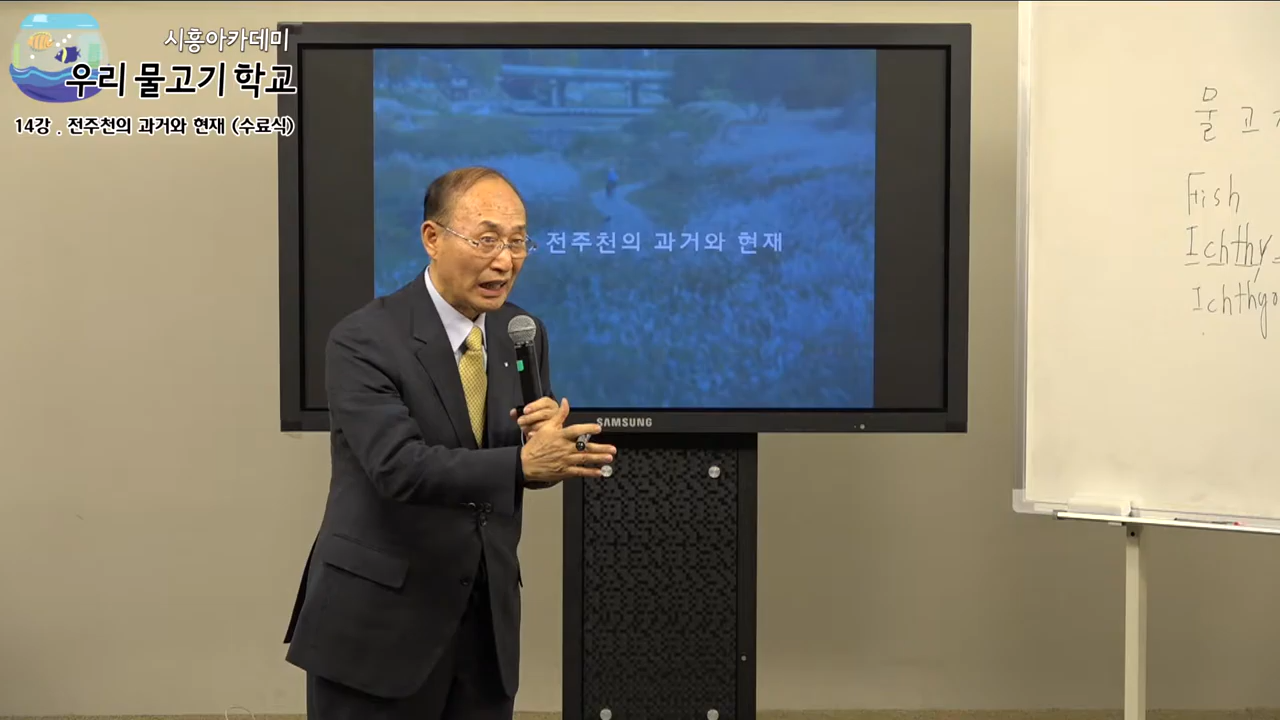 시흥아카데미
우리 물고기 학교
14강 . 전주천의 과거와 현재 (수료식)
전주천의 과거와 현재
SAMSUNG
물고
Fish
Ichthy
Ichthyo